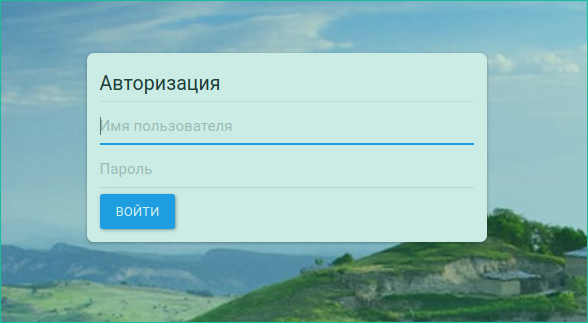 Авторизация
Имя пользователя
Пароль
ВОЙТИ